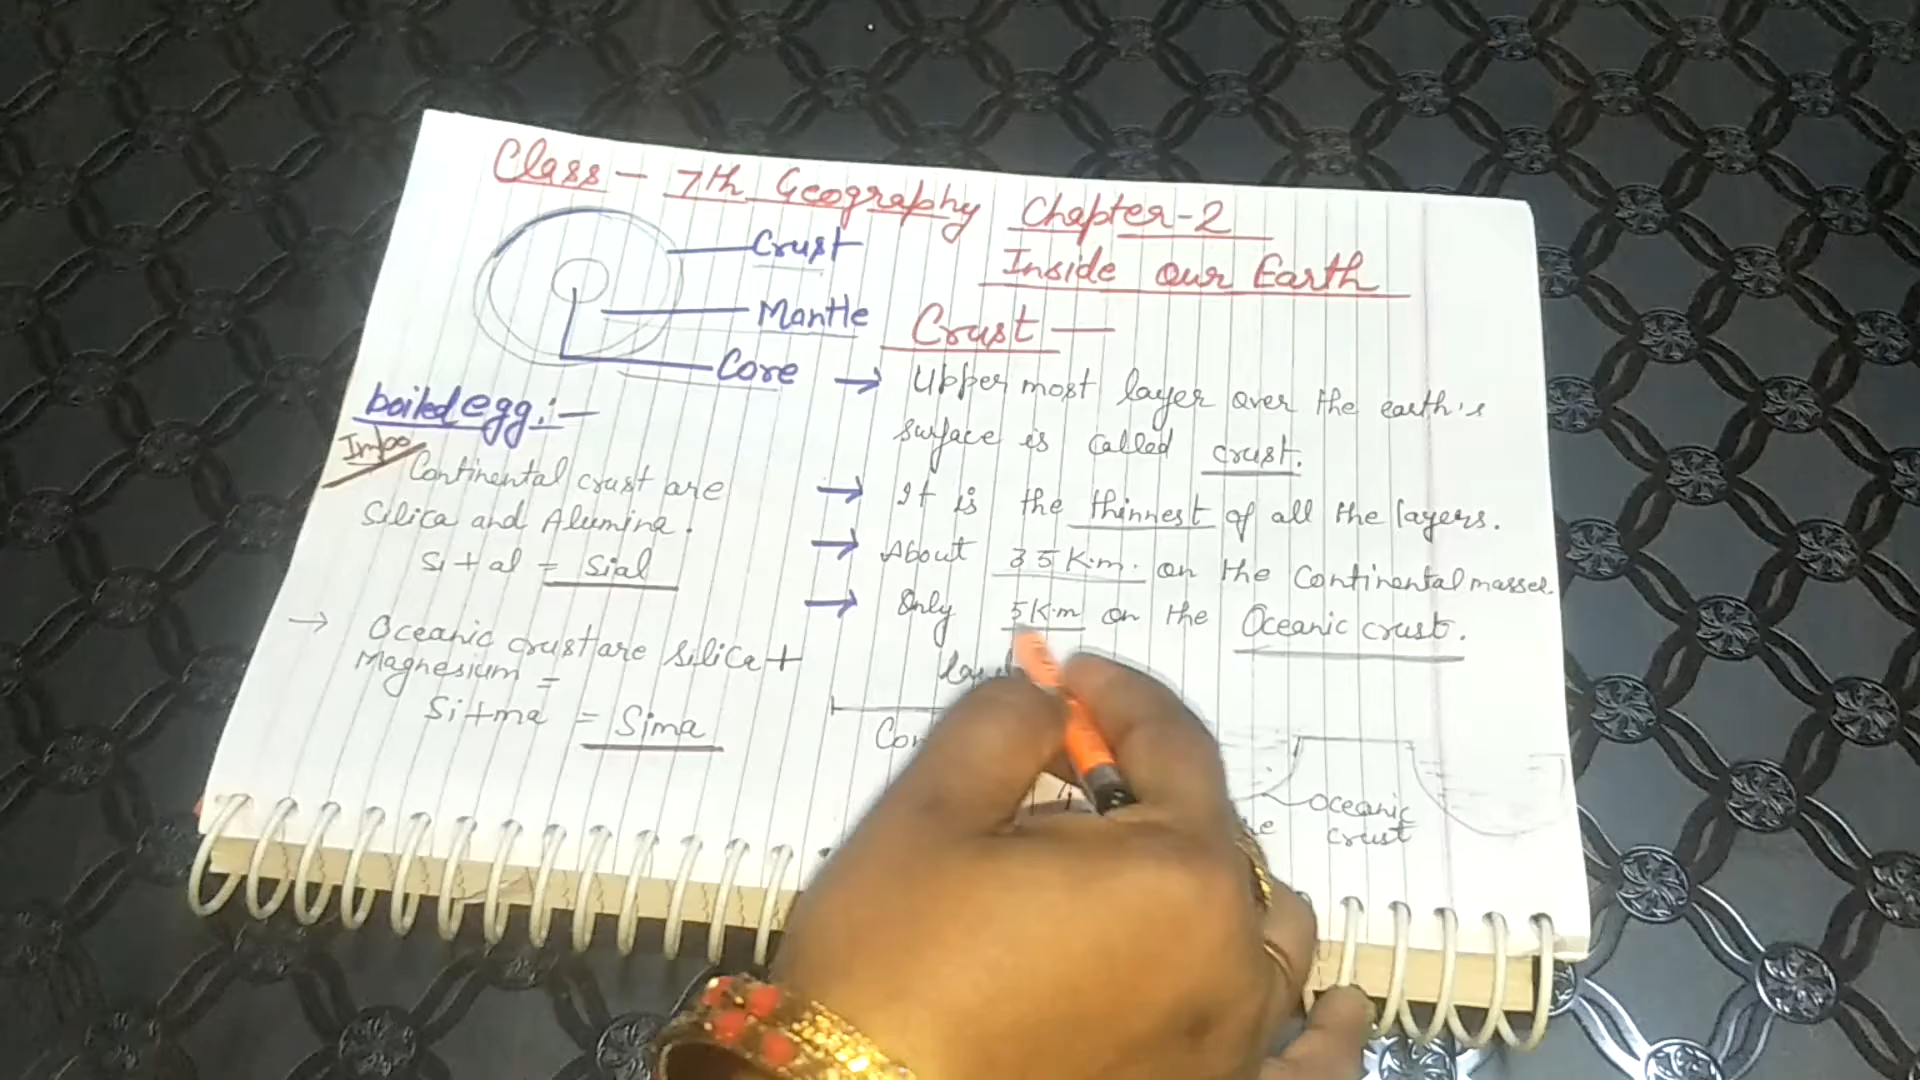 Class - 7th Geography Chapter-2
Inside our Earth
Crust
Mantle
Core
boiled egg:-
Impo
Continental crust are
Silica and Alumina.
Si + al = Sial
→ Oceanic crust are silica +
Magnesium =
Si+ma = Sima
Crust —
→ Upper most layer over the earth's
surface is called crust.
→ It is the thinnest of all the layers.
→ About 35 K.m. on the Continental masses.
→ Only 5 K.m on the Oceanic crust.
Oceanic
crust